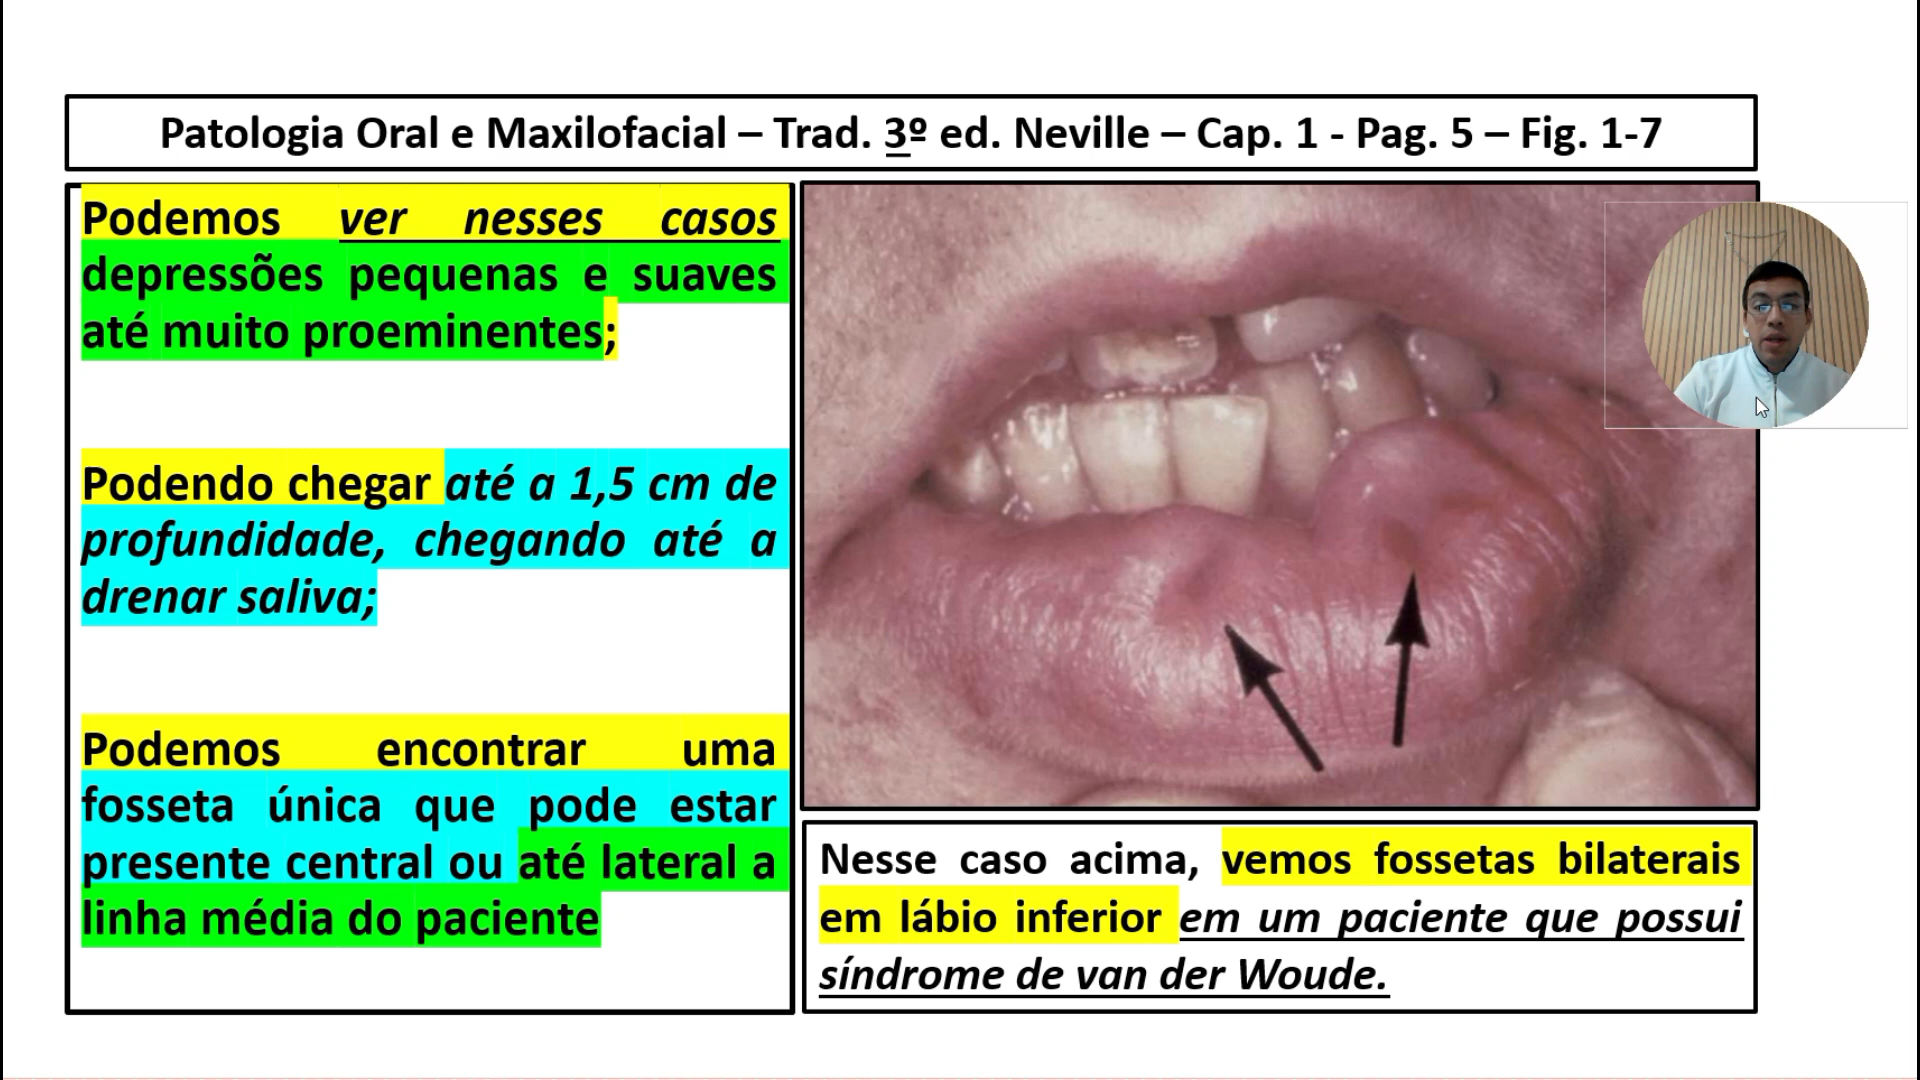 Patologia Oral e Maxilofacial – Trad. 3º ed. Neville – Cap. 1 - Pag. 5 – Fig. 1-7
Podemos ver nesses casos
depressões pequenas e suaves
até muito proeminentes;
Podendo chegar até a 1,5 cm de
profundidade, chegando até a
drenar saliva;
Podemos encontrar uma
fosseta única que pode estar
presente central ou até lateral a
linha média do paciente
Nesse caso acima, vemos fossetas bilaterais
em lábio inferior em um paciente que possui
síndrome de van der Woude.